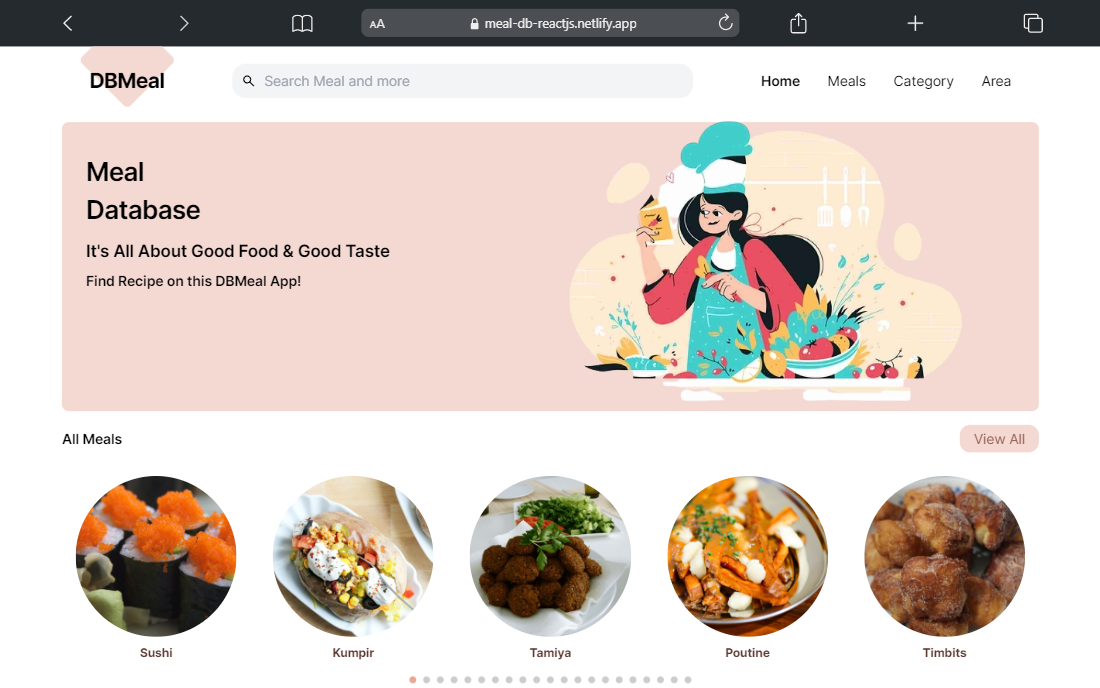 AA
meal-db-reactjs.netlify.app
DBMeal
Search Meal and more
Home
Meals
Category
Area
Meal
Database
It's All About Good Food & Good Taste
Find Recipe on this DBMeal App!
All Meals
View All
Sushi
Kumpir
Tamiya
Poutine
Timbits